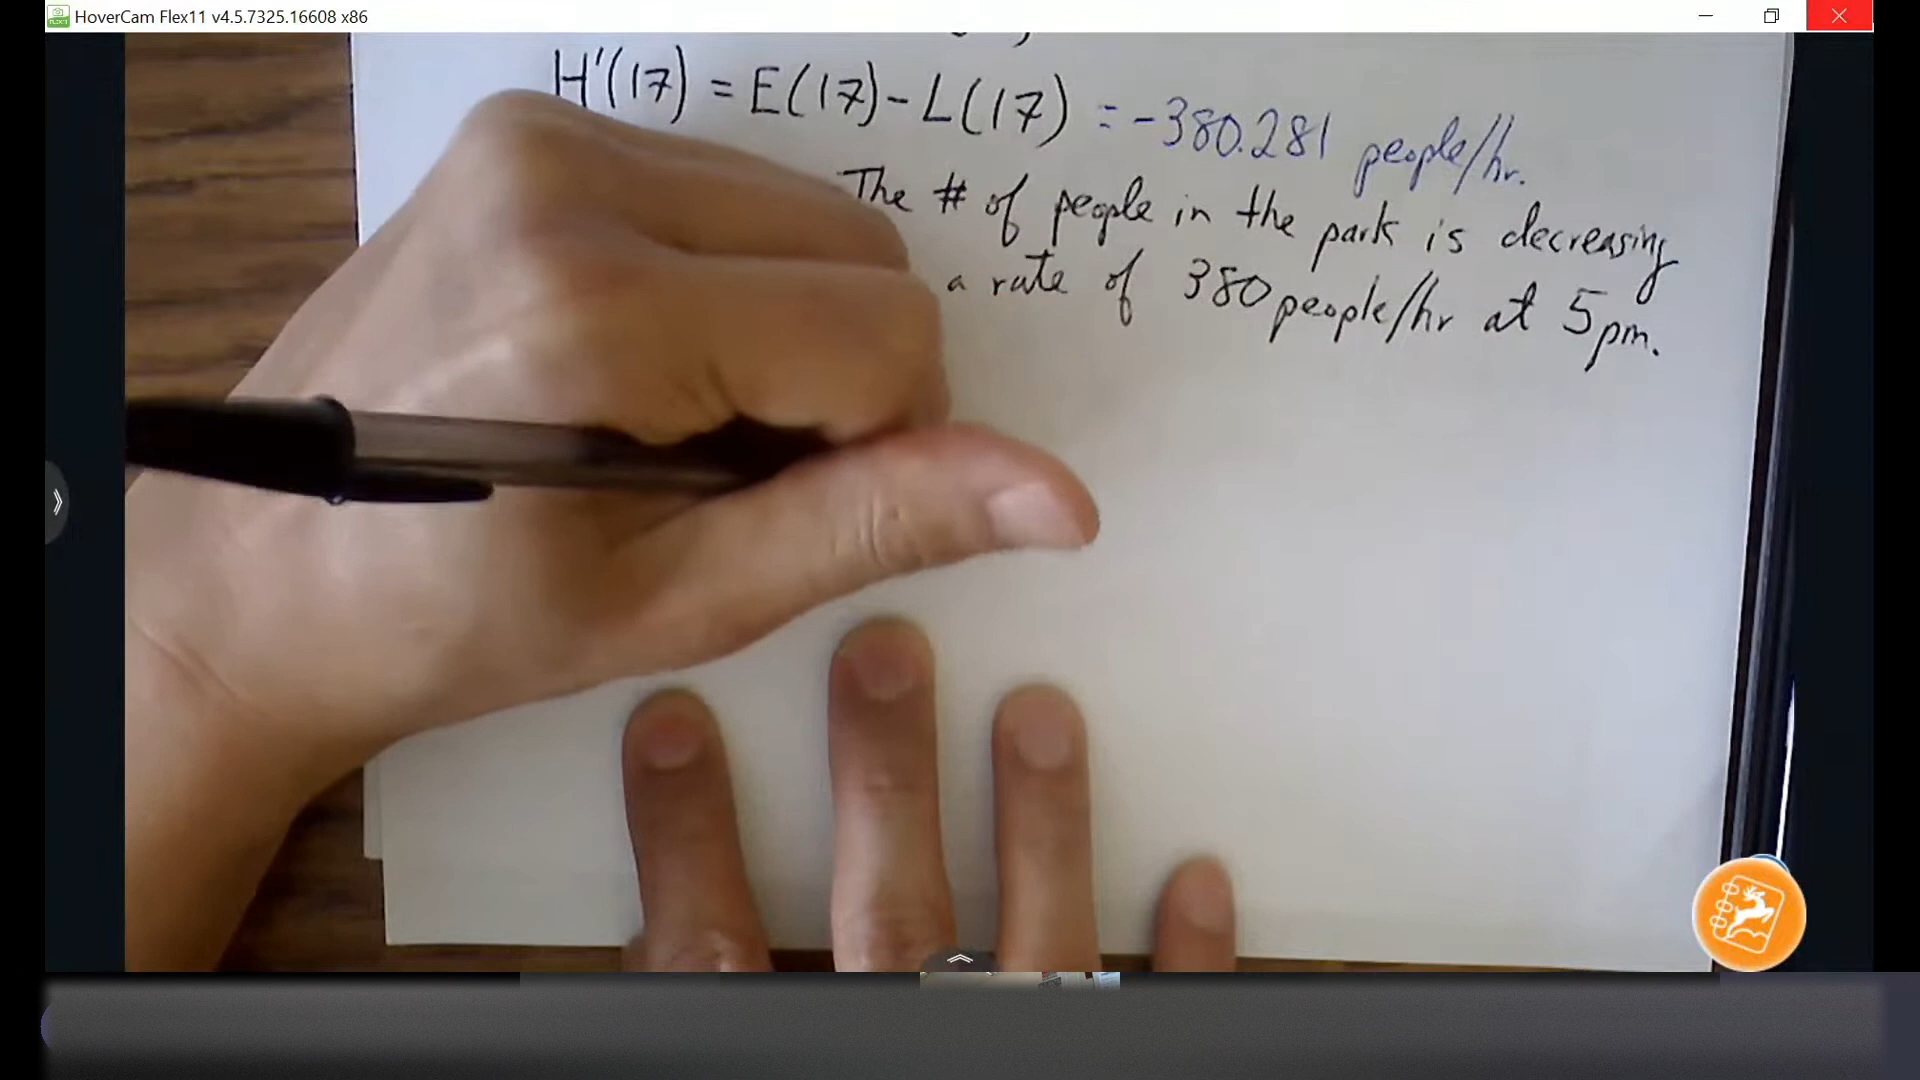 HoverCam Flex11 v4.5.7325.16608 x86
H'(17) = E(17) - L(17) = -380.281 people/hr.
The # of people in the park is decreasing
a rate of 380 people/hr at 5pm.